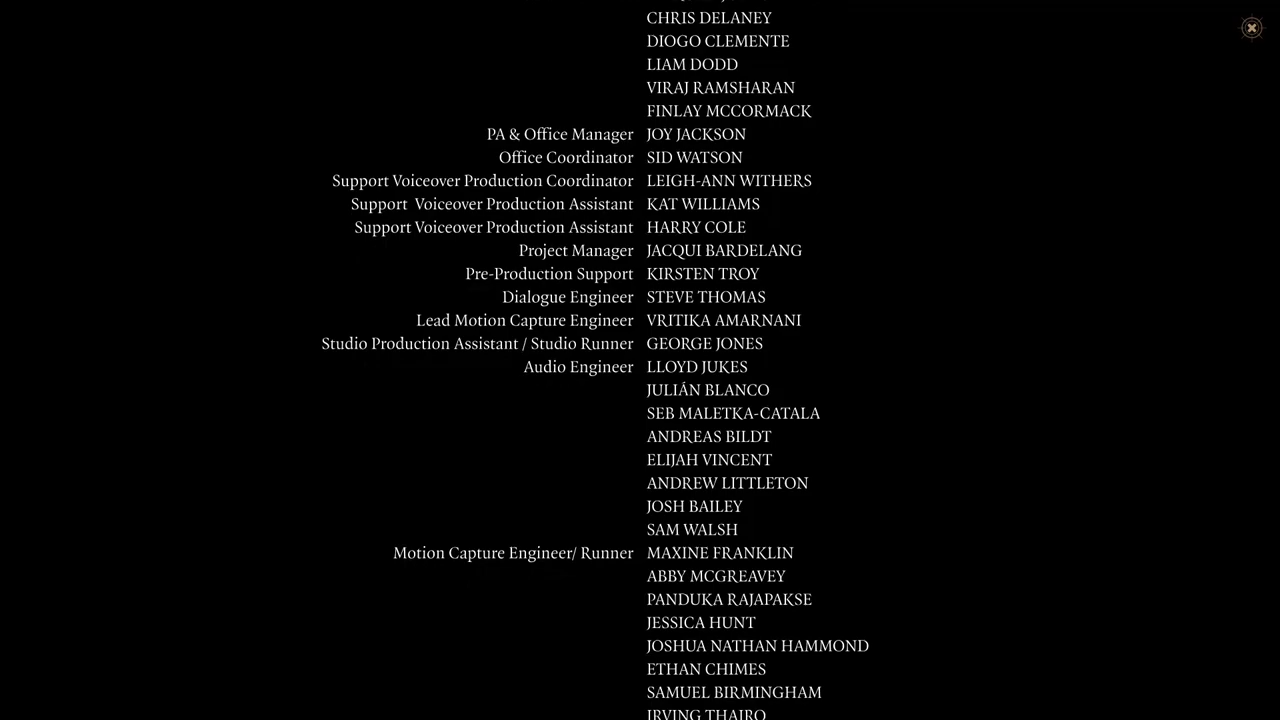 CHRIS DELANEY
DIOGO CLEMENTE
LIAM DODD
VIRAJ RAMSHARAN
FINLAY MCCORMACK
PA & Office Manager JOY JACKSON
Office Coordinator SID WATSON
Support Voiceover Production Coordinator LEIGH-ANN WITHERS
Support Voiceover Production Assistant KAT WILLIAMS
Support Voiceover Production Assistant HARRY COLE
Project Manager JACQUI BARDELANG
Pre-Production Support KIRSTEN TROY
Dialogue Engineer STEVE THOMAS
Lead Motion Capture Engineer VRITIKA AMARNANI
Studio Production Assistant / Studio Runner GEORGE JONES
Audio Engineer LLOYD JUKES
JULIÁN BLANCO
SEB MALETKA-CATALA
ANDREAS BILDT
ELIJAH VINCENT
ANDREW LITTLETON
JOSH BAILEY
SAM WALSH
Motion Capture Engineer/ Runner MAXINE FRANKLIN
ABBY MCGREAVEY
PANDUKA RAJAPAKSE
JESSICA HUNT
JOSHUA NATHAN HAMMOND
ETHAN CHIMES
SAMUEL BIRMINGHAM
IRVING THAIRO